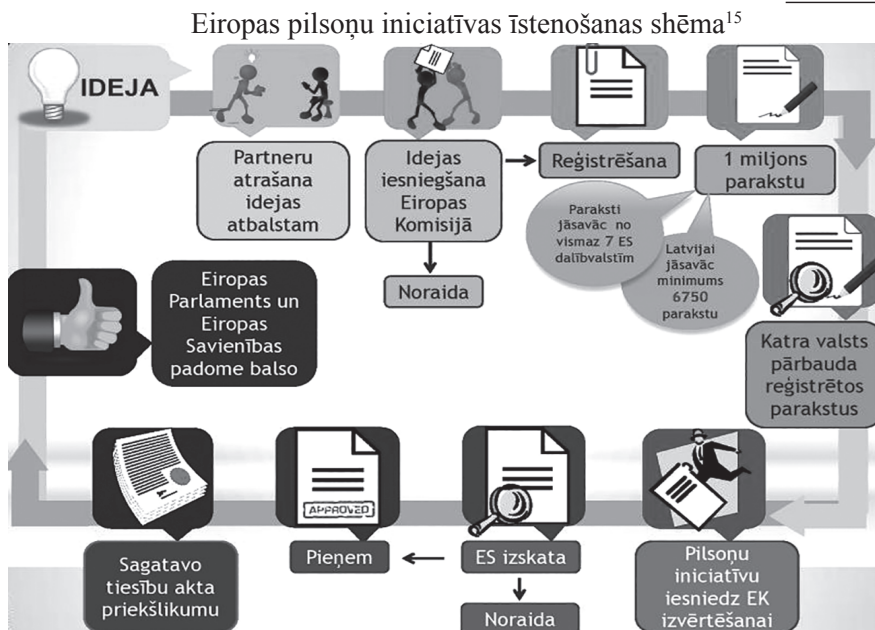 Eiropas pilsoņu iniciatīvas īstenošanas shēma15
IDEJA
Partneru
atrašana
idejas
atbalstam
Idejas
iesniegšana
Eiropas
Komisijā
Noraida
Reģistrēšana
1 miljons
parakstu
Paraksti
jāsavāc no
vismaz 7 ES
dalībvalstīm
Latvijai
jāsavāc
minimums
6750
parakstu
Katra valsts
pārbauda
reģistrētos
parakstus
Pilsoņu
iniciatīvu
iesniedz EK
izvērtēšanai
ES izskata
Noraida
APPROVED
Pieņem
Sagatavo
tiesību akta
priekšlikumu
Eiropas
Parlaments un
Eiropas
Savienības
padome balso